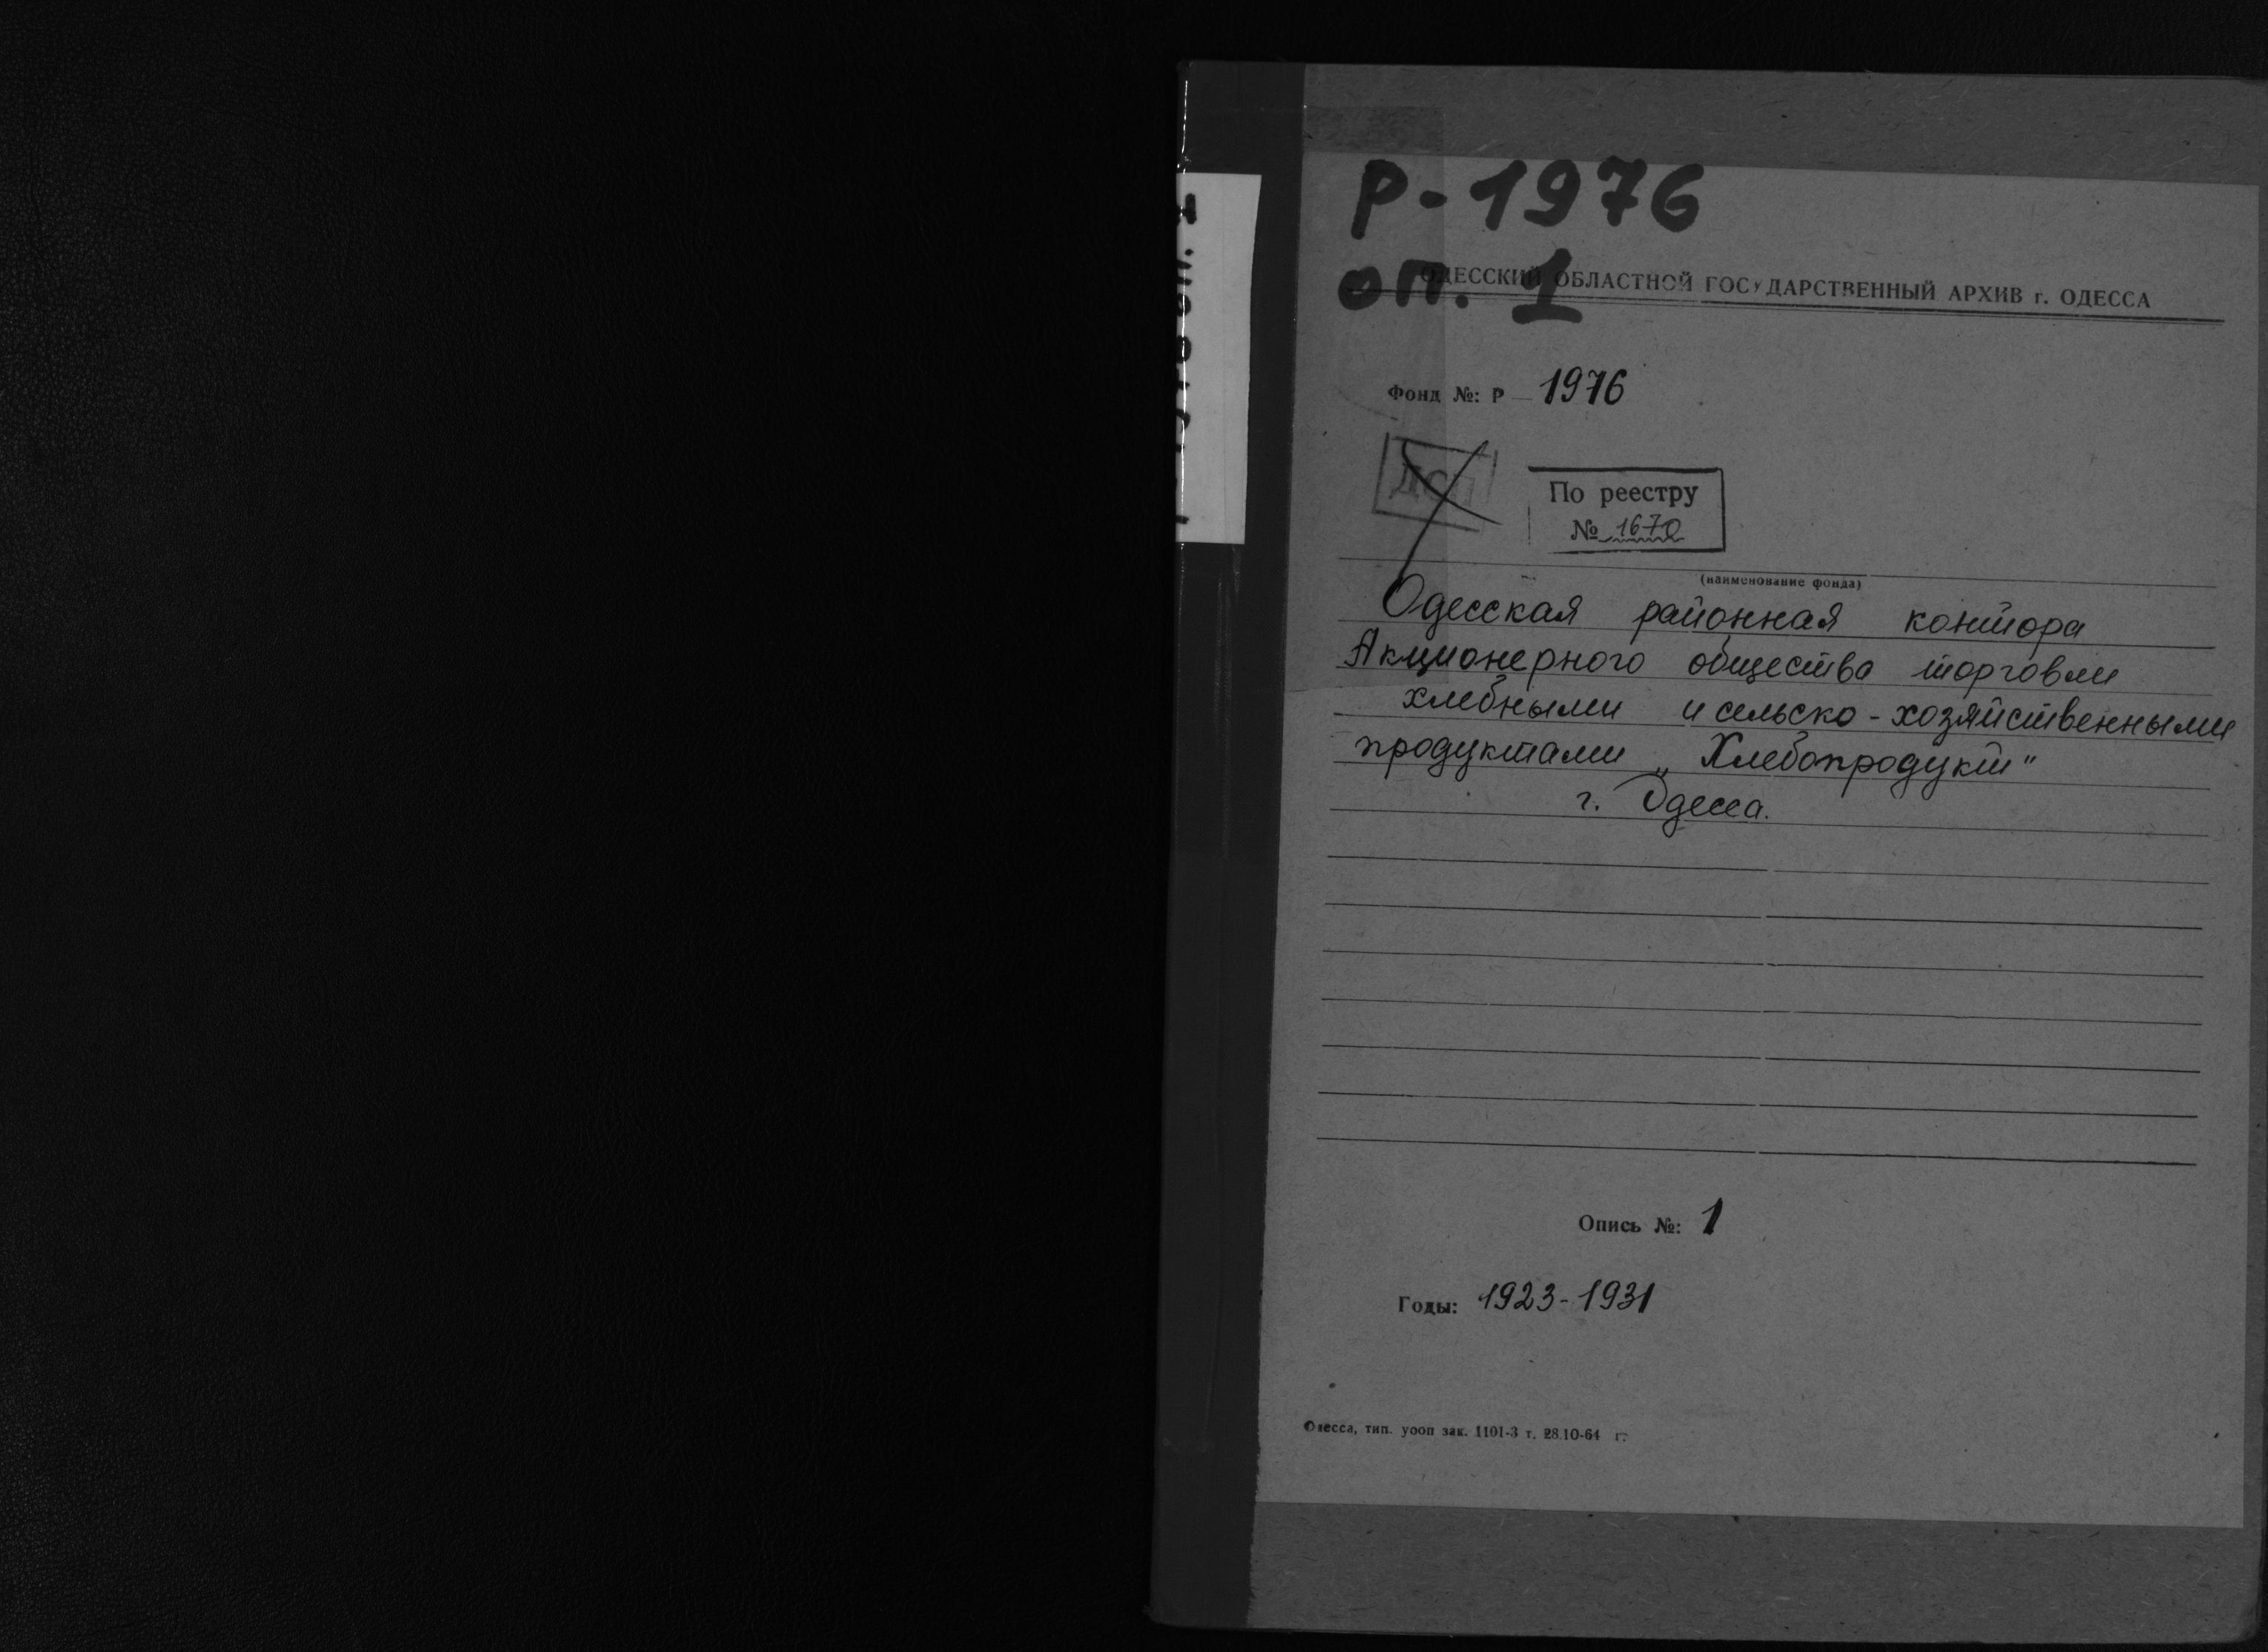 Р-1976
оп. 1
ОДЕССКИЙ ОБЛАСТНОЙ ГОСУДАРСТВЕННЫЙ АРХИВ г. ОДЕССА
Фонд №: Р — 1976
ДСП
По реестру
№ 1670
(наименование фонда)
Одесская районная контора
Акционерного общества торговли
хлебными и сельско-хозяйственными
продуктами „Хлебопродукт"
г. Одесса.
Опись №: 1
Годы: 1923-1931
Одесса, тип. уооп зак. 1101-3 т. 28.10-64 г.